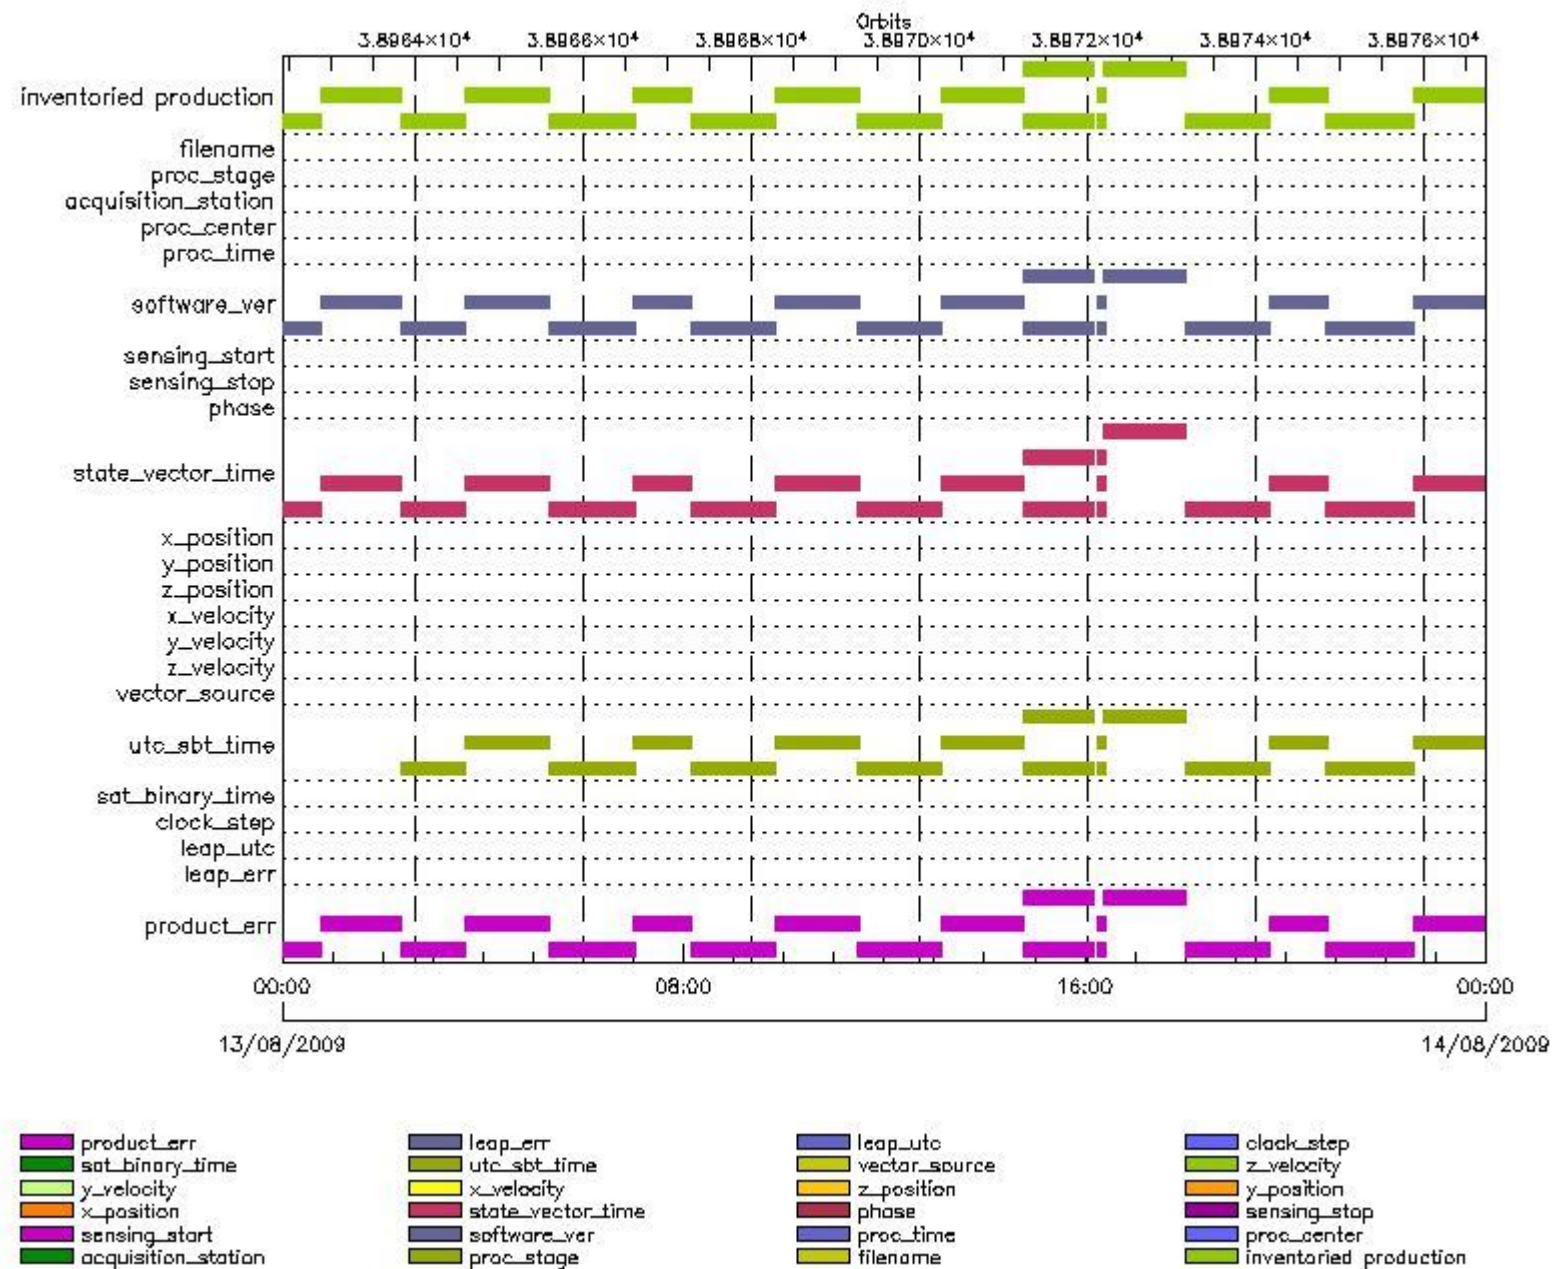 Orbits
3.8964×10⁴ 3.8966×10⁴ 3.8968×10⁴ 3.8970×10⁴ 3.8972×10⁴ 3.8974×10⁴ 3.8976×10⁴
inventoried production
filename
proc_stage
acquisition_station
proc_center
proc_time
software_ver
sensing_start
sensing_stop
phase
state_vector_time
x_position
y_position
z_position
x_velocity
y_velocity
z_velocity
vector_source
utc_sbt_time
sat_binary_time
clock_step
leap_utc
leap_err
product_err
00:00 08:00 16:00 00:00
13/08/2009 14/08/2009
product_err leap_err leap_utc clock_step
sat_binary_time utc_sbt_time vector_source z_velocity
y_velocity x_velocity z_position y_position
x_position state_vector_time phase sensing_stop
sensing_start software_ver proc_time proc_center
acquisition_station proc_stage filename inventoried production